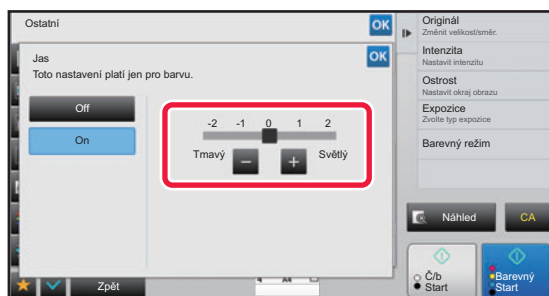 Ostatní
OK
Jas
OK
Toto nastavení platí jen pro barvu.
Off
On
-2 -1 0 1 2
Tmavý − + Světlý
Zpět
A4
Originál
Změnit velikost/směr.
Intenzita
Nastavit intenzitu
Ostrost
Nastavit okraj obrazu
Expozice
Zvolte typ expozice
Barevný režim
Náhled
CA
Č/b
Start
Barevný
Start